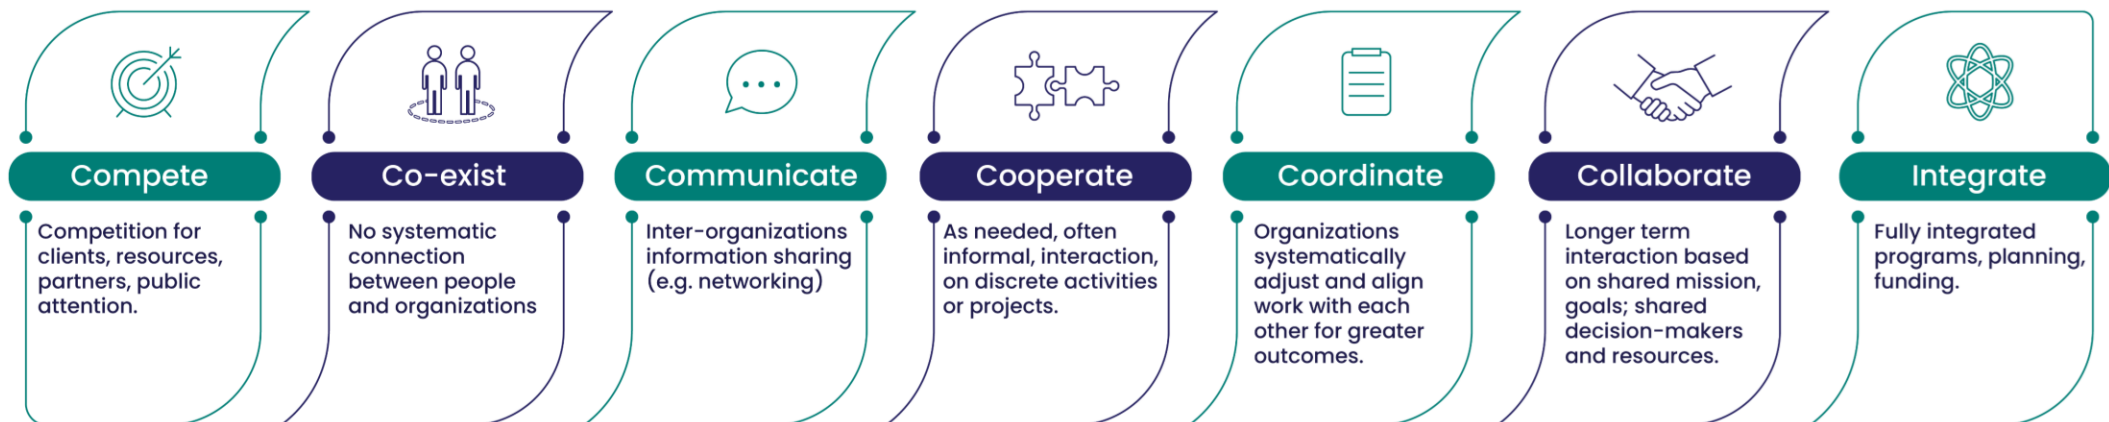 Compete
Competition for
clients, resources,
partners, public
attention.
Co-exist
No systematic
connection
between people
and organizations
Communicate
Inter-organizations
information sharing
(e.g. networking)
Cooperate
As needed, often
informal, interaction,
on discrete activities
or projects.
Coordinate
Organizations
systematically
adjust and align
work with each
other for greater
outcomes.
Collaborate
Longer term
interaction based
on shared mission,
goals; shared
decision-makers
and resources.
Integrate
Fully integrated
programs, planning,
funding.